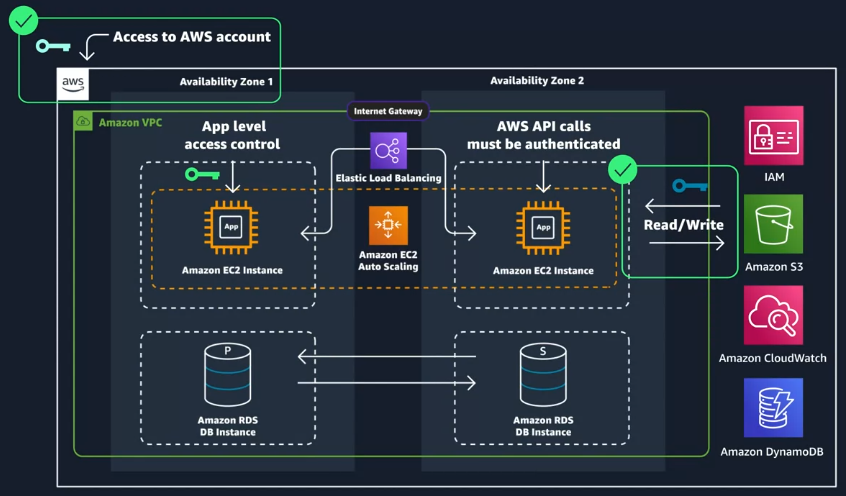 Access to AWS account
aws
Availability Zone 1
Availability Zone 2
Internet Gateway
Amazon VPC
App level
access control
AWS API calls
must be authenticated
Elastic Load Balancing
IAM
App
App
Read/Write
Amazon EC2
Auto Scaling
Amazon EC2 Instance
Amazon EC2 Instance
Amazon S3
P
S
Amazon CloudWatch
Amazon RDS
DB Instance
Amazon RDS
DB Instance
Amazon DynamoDB